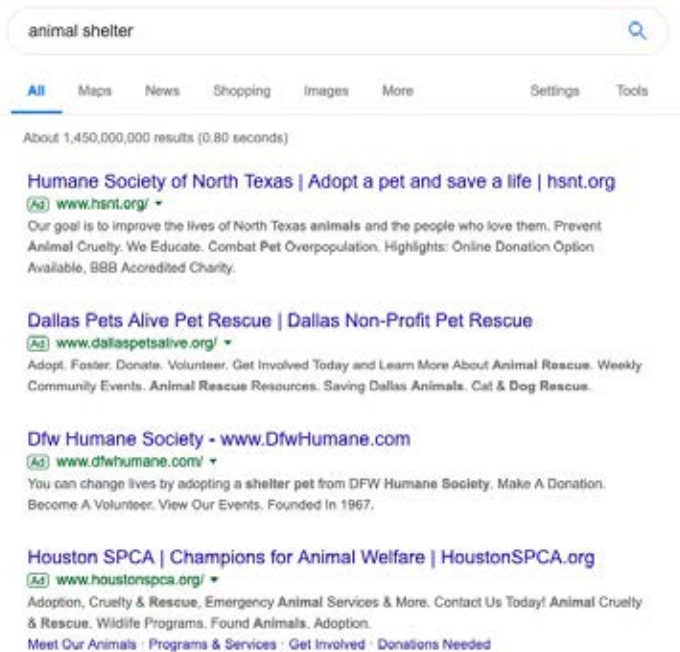 animal shelter
All Maps News Shopping Images More Settings Tools
About 1,450,000,000 results (0.80 seconds)
Humane Society of North Texas | Adopt a pet and save a life | hsnt.org
Ad www.hsnt.org/
Our goal is to improve the lives of North Texas animals and the people who love them. Prevent
Animal Cruelty. We Educate. Combat Pet Overpopulation. Highlights: Online Donation Option
Available, BBB Accredited Charity.
Dallas Pets Alive Pet Rescue | Dallas Non-Profit Pet Rescue
Ad www.dallaspetsalive.org/
Adopt. Foster. Donate. Volunteer. Get Involved Today and Learn More About Animal Rescue. Weekly
Community Events. Animal Rescue Resources. Saving Dallas Animals. Cat & Dog Rescue.
Dfw Humane Society - www.DfwHumane.com
Ad www.dfwhumane.com/
You can change lives by adopting a shelter pet from DFW Humane Society. Make A Donation.
Become A Volunteer. View Our Events. Founded In 1967.
Houston SPCA | Champions for Animal Welfare | HoustonSPCA.org
Ad www.houstonspca.org/
Adoption, Cruelty & Rescue, Emergency Animal Services & More. Contact Us Today! Animal Cruelty
& Rescue. Wildlife Programs. Found Animals. Adoption.
Meet Our Animals · Programs & Services · Get Involved · Donations Needed